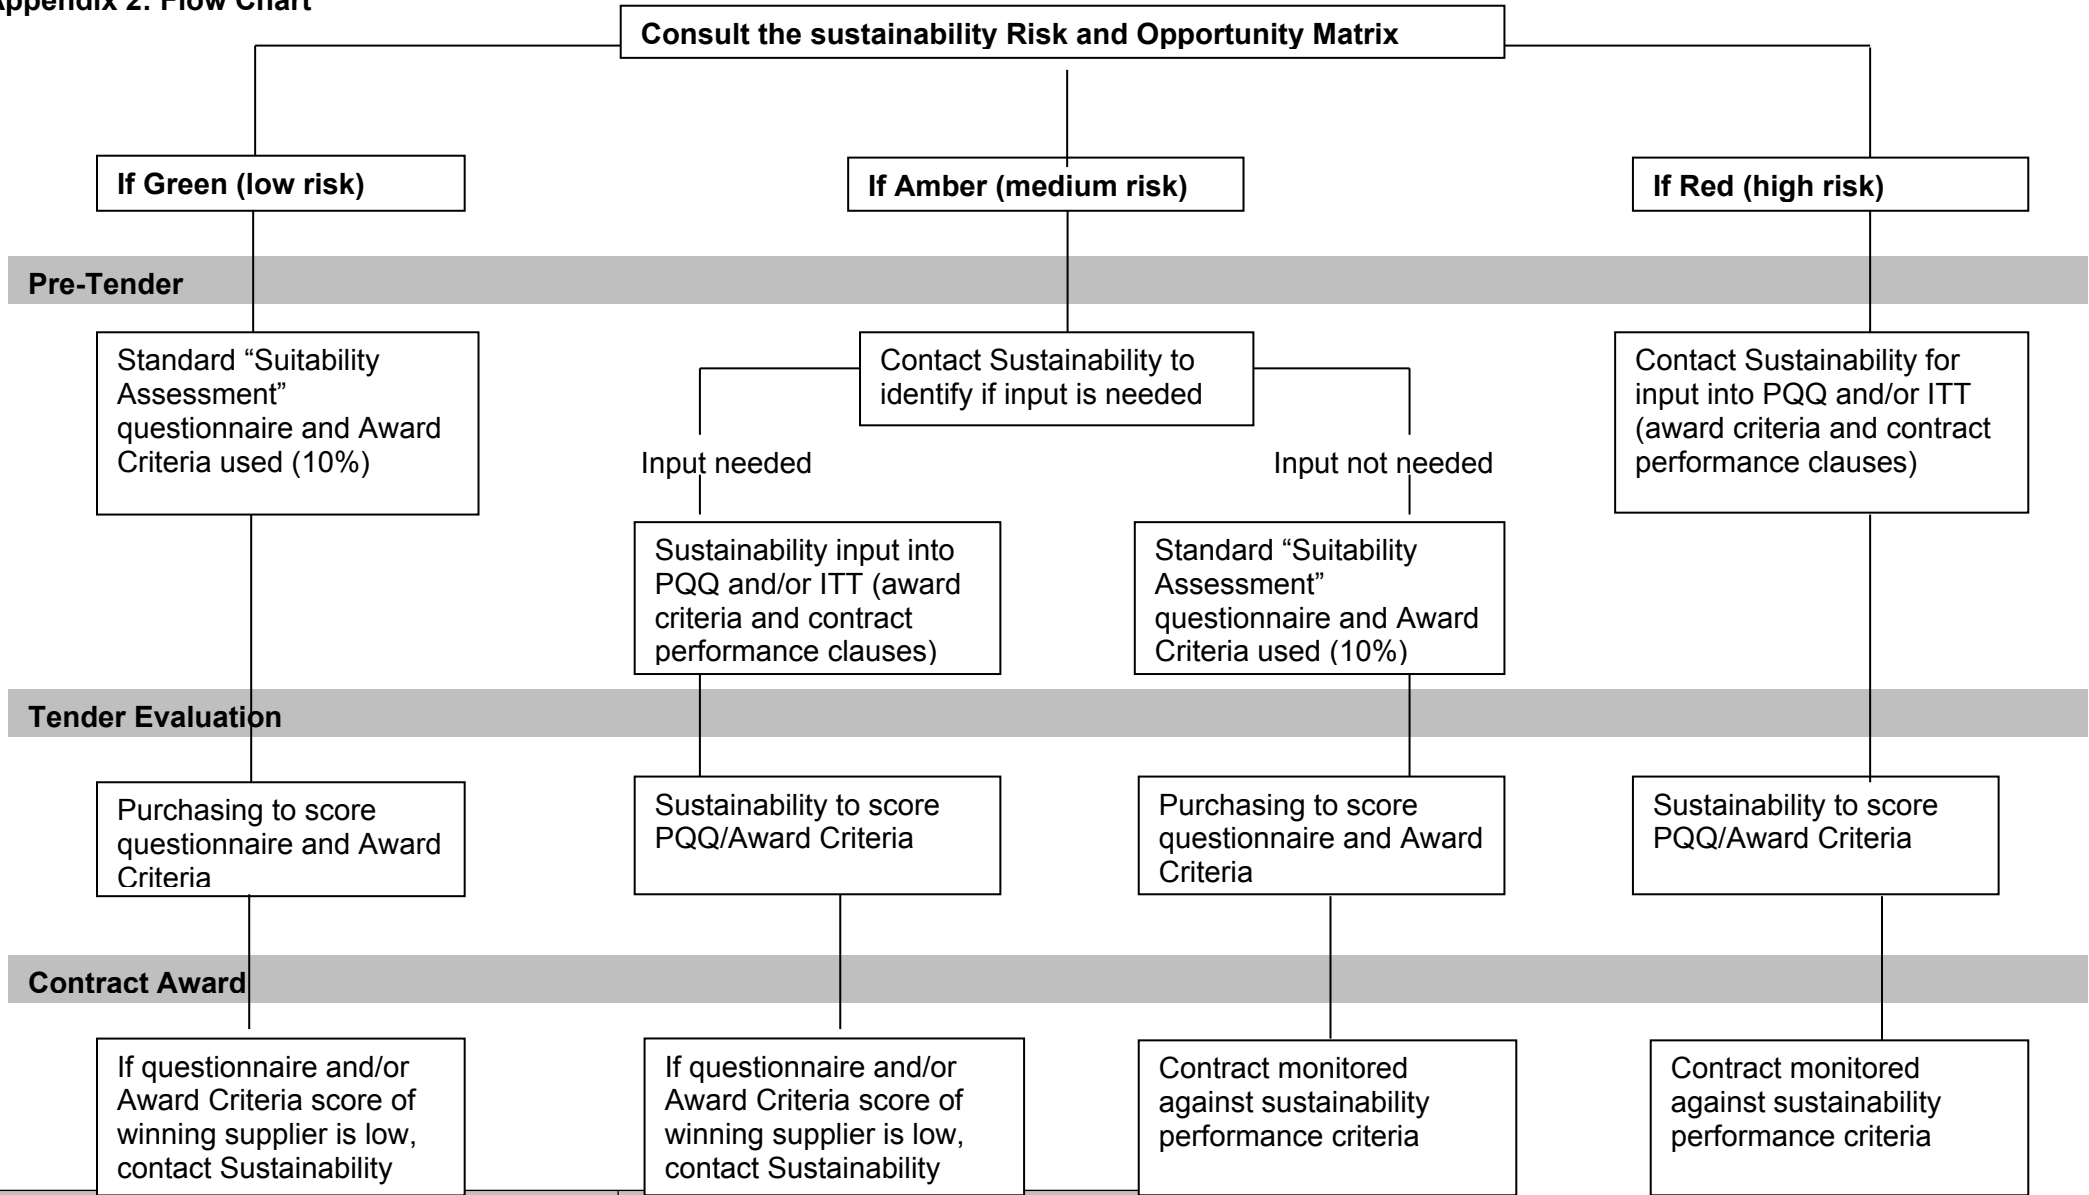 Appendix 2: Flow Chart
Consult the sustainability Risk and Opportunity Matrix
If Green (low risk)
If Amber (medium risk)
If Red (high risk)
Pre-Tender
Standard “Suitability
Assessment”
questionnaire and Award
Criteria used (10%)
Contact Sustainability to
identify if input is needed
Contact Sustainability for
input into PQQ and/or ITT
(award criteria and contract
performance clauses)
Input needed
Input not needed
Sustainability input into
PQQ and/or ITT (award
criteria and contract
performance clauses)
Standard “Suitability
Assessment”
questionnaire and Award
Criteria used (10%)
Tender Evaluation
Purchasing to score
questionnaire and Award
Criteria
Sustainability to score
PQQ/Award Criteria
Purchasing to score
questionnaire and Award
Criteria
Sustainability to score
PQQ/Award Criteria
Contract Award
If questionnaire and/or
Award Criteria score of
winning supplier is low,
contact Sustainability
If questionnaire and/or
Award Criteria score of
winning supplier is low,
contact Sustainability
Contract monitored
against sustainability
performance criteria
Contract monitored
against sustainability
performance criteria